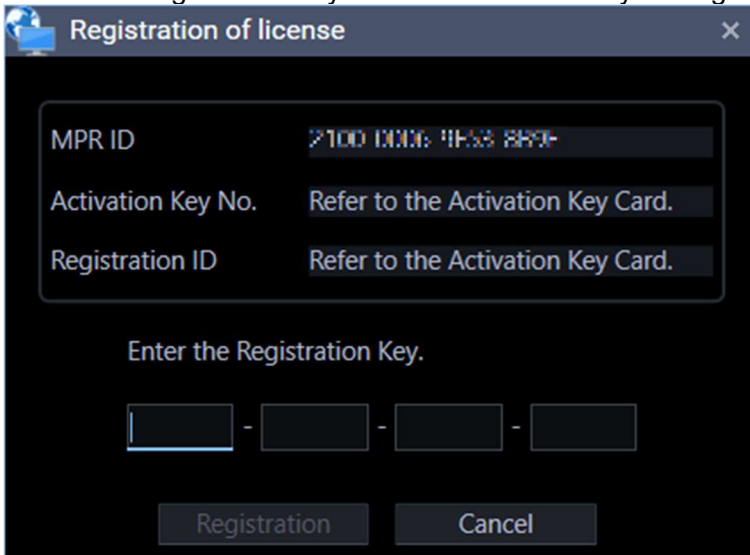 Registration of license
MPR ID
Activation Key No. Refer to the Activation Key Card.
Registration ID Refer to the Activation Key Card.
Enter the Registration Key.
- - -
Registration Cancel